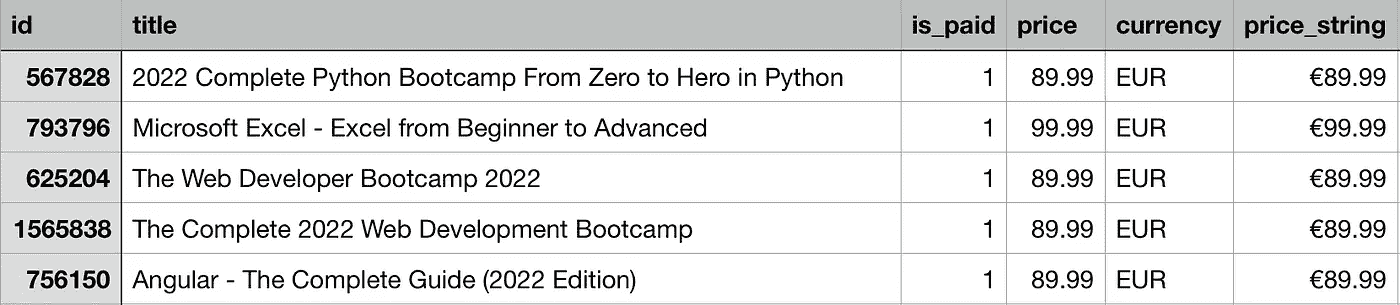 id title is_paid price currency price_string
567828 2022 Complete Python Bootcamp From Zero to Hero in Python 1 89.99 EUR €89.99
793796 Microsoft Excel - Excel from Beginner to Advanced 1 99.99 EUR €99.99
625204 The Web Developer Bootcamp 2022 1 89.99 EUR €89.99
1565838 The Complete 2022 Web Development Bootcamp 1 89.99 EUR €89.99
756150 Angular - The Complete Guide (2022 Edition) 1 89.99 EUR €89.99